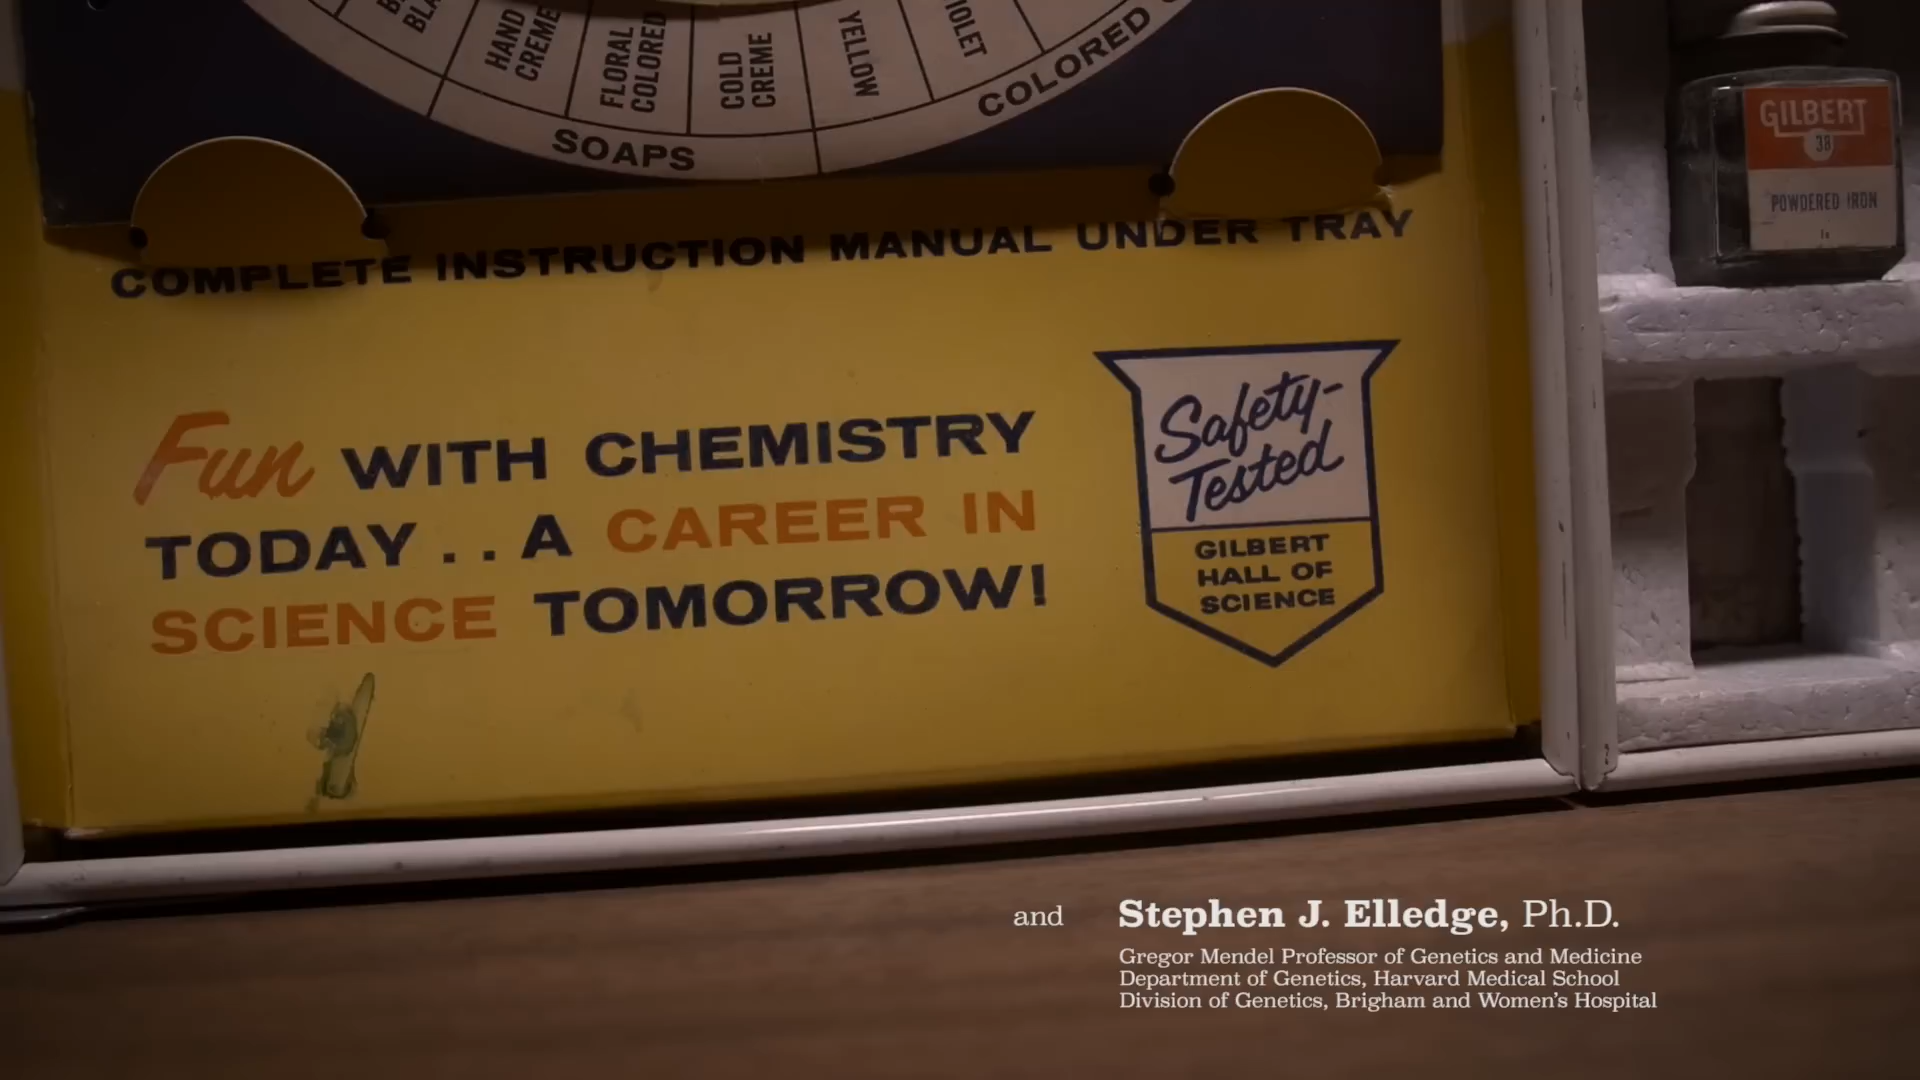 HAND
CREME
FLORAL
COLORED
COLD
CREME
YELLOW
SOAPS
COLORED
GILBERT
38
POWDERED IRON
COMPLETE INSTRUCTION MANUAL UNDER TRAY
Fun WITH CHEMISTRY
TODAY . . A CAREER IN
SCIENCE TOMORROW!
Safety-
Tested
GILBERT
HALL OF
SCIENCE
and Stephen J. Elledge, Ph.D.
Gregor Mendel Professor of Genetics and Medicine
Department of Genetics, Harvard Medical School
Division of Genetics, Brigham and Women's Hospital